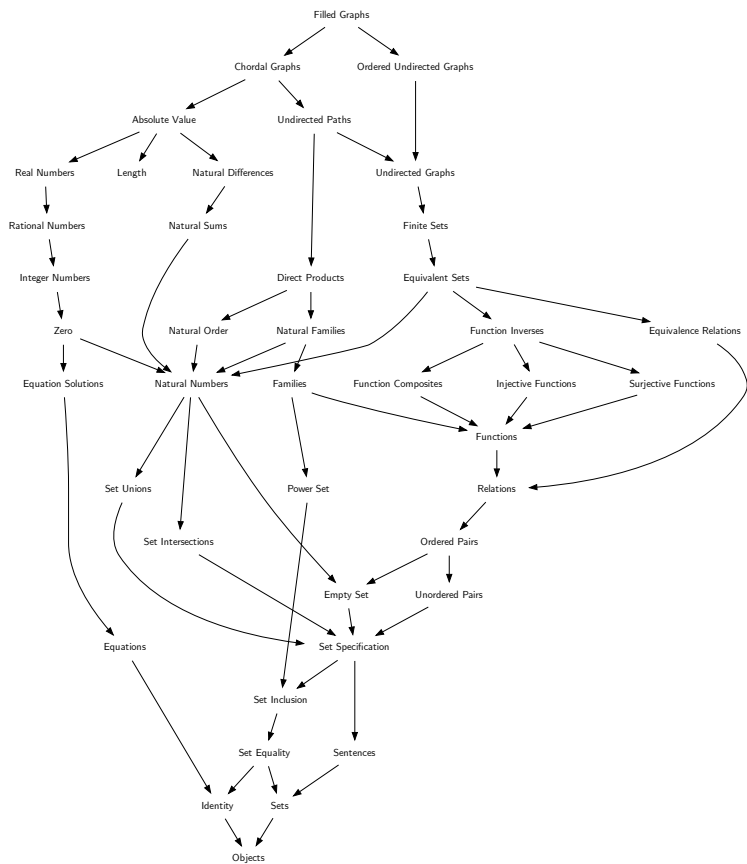 Filled Graphs
Chordal Graphs
Ordered Undirected Graphs
Absolute Value
Undirected Paths
Real Numbers
Length
Natural Differences
Undirected Graphs
Rational Numbers
Natural Sums
Finite Sets
Integer Numbers
Direct Products
Equivalent Sets
Zero
Natural Order
Natural Families
Function Inverses
Equivalence Relations
Equation Solutions
Natural Numbers
Families
Function Composites
Injective Functions
Surjective Functions
Functions
Set Unions
Power Set
Relations
Set Intersections
Ordered Pairs
Empty Set
Unordered Pairs
Equations
Set Specification
Set Inclusion
Set Equality
Sentences
Identity
Sets
Objects